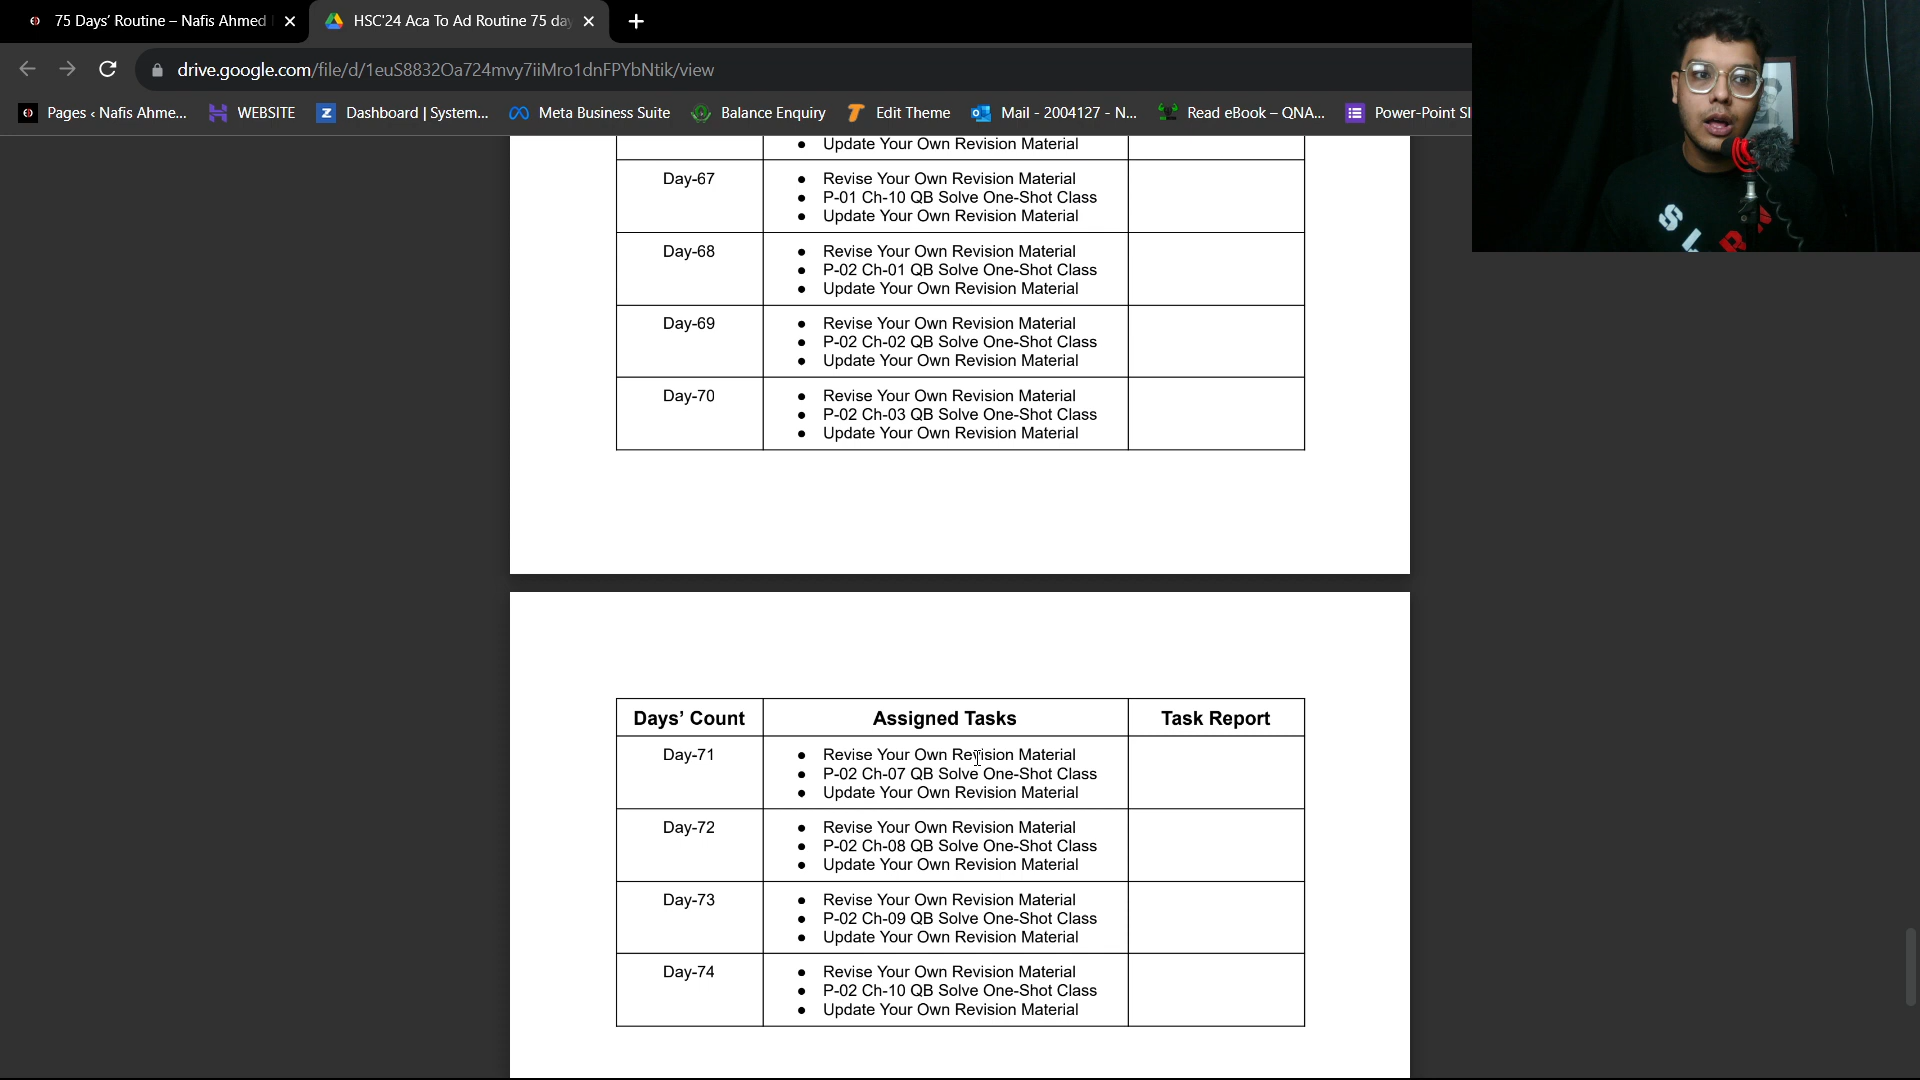 75 Days' Routine – Nafis Ahmed
HSC'24 Aca To Ad Routine 75 day
drive.google.com/file/d/1euS8832Oa724mvy7iiMro1dnFPYbNtik/view
Pages ‹ Nafis Ahme...
WEBSITE
Dashboard | System...
Meta Business Suite
Balance Enquiry
Edit Theme
Mail - 2004127 - N...
Read eBook – QNA...
Power-Point Sl
Update Your Own Revision Material
Day-67
Revise Your Own Revision Material
P-01 Ch-10 QB Solve One-Shot Class
Update Your Own Revision Material
Day-68
Revise Your Own Revision Material
P-02 Ch-01 QB Solve One-Shot Class
Update Your Own Revision Material
Day-69
Revise Your Own Revision Material
P-02 Ch-02 QB Solve One-Shot Class
Update Your Own Revision Material
Day-70
Revise Your Own Revision Material
P-02 Ch-03 QB Solve One-Shot Class
Update Your Own Revision Material
Days' Count Assigned Tasks Task Report
Day-71
Revise Your Own Revision Material
P-02 Ch-07 QB Solve One-Shot Class
Update Your Own Revision Material
Day-72
Revise Your Own Revision Material
P-02 Ch-08 QB Solve One-Shot Class
Update Your Own Revision Material
Day-73
Revise Your Own Revision Material
P-02 Ch-09 QB Solve One-Shot Class
Update Your Own Revision Material
Day-74
Revise Your Own Revision Material
P-02 Ch-10 QB Solve One-Shot Class
Update Your Own Revision Material